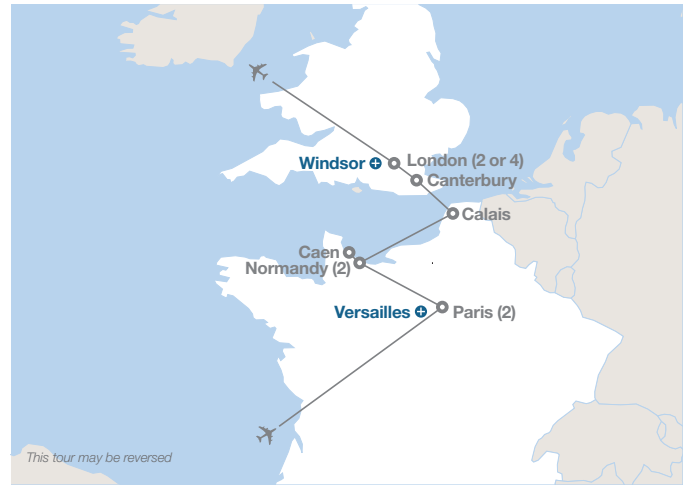 Windsor
London (2 or 4)
Canterbury
Calais
Caen
Normandy (2)
Versailles
Paris (2)
This tour may be reversed